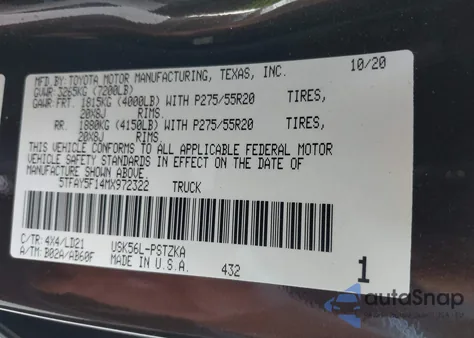 MFD. BY: TOYOTA MOTOR MANUFACTURING, TEXAS, INC. 10/20
GVWR: 3265KG (7200LB)
GAWR: FRT. 1815KG (4000LB) WITH P275/55R20 TIRES,
20X8J RIMS.
RR. 1880KG (4150LB) WITH P275/55R20 TIRES,
20X8J RIMS.
THIS VEHICLE CONFORMS TO ALL APPLICABLE FEDERAL MOTOR
VEHICLE SAFETY STANDARDS IN EFFECT ON THE DATE OF
MANUFACTURE SHOWN ABOVE.
5TFAY5F14MX972322 TRUCK
C/TR: 4X4/LD21 USK56L-PSTZKA
A/TM: B02A/AB60F MADE IN U.S.A. 432 1
autoSnap